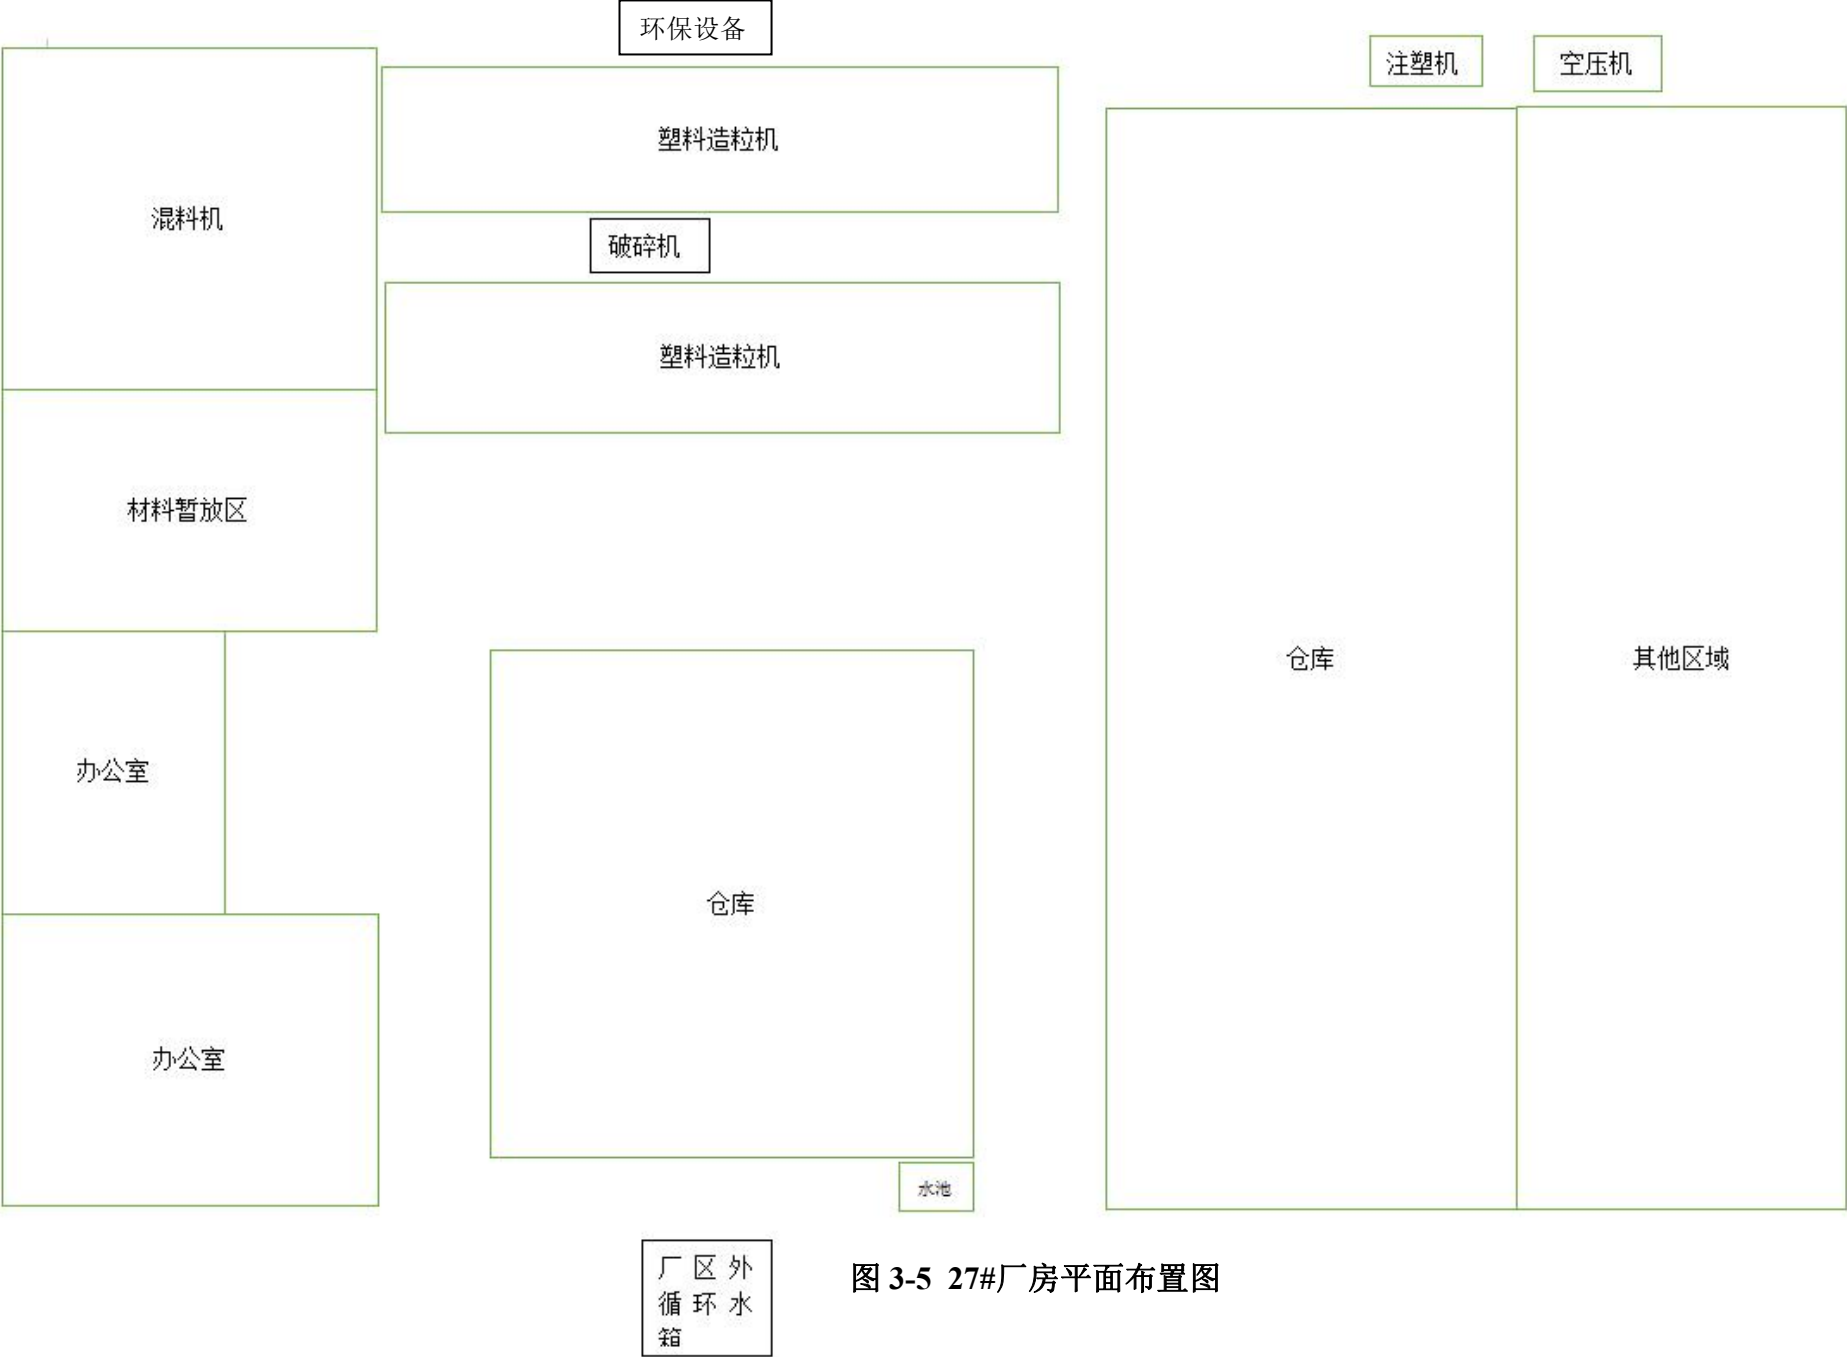 环保设备
注塑机
空压机
塑料造粒机
混料机
破碎机
塑料造粒机
材料暂放区
仓库
其他区域
办公室
仓库
办公室
水池
厂区外
循环水
箱
图 3-5 27#厂房平面布置图